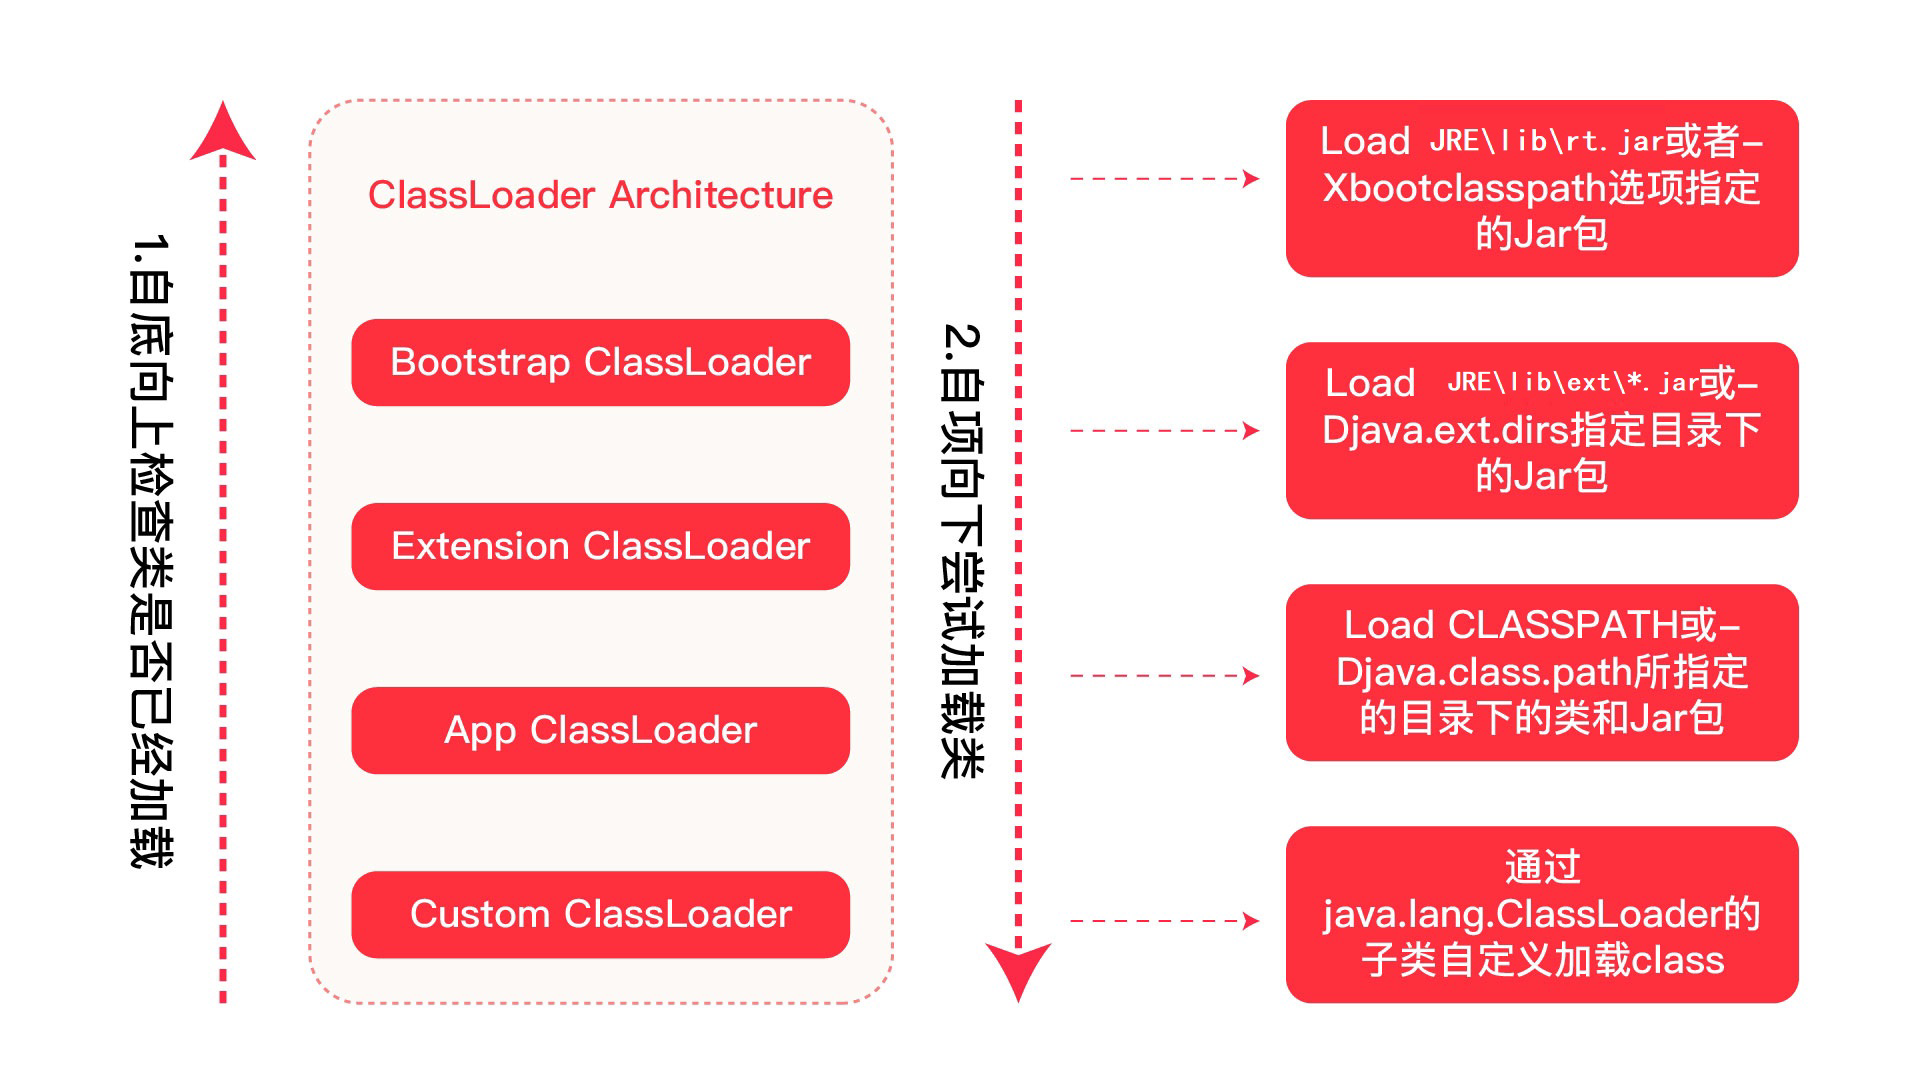 1.自底向上检查类是否已经加载
ClassLoader Architecture
Bootstrap ClassLoader
Extension ClassLoader
App ClassLoader
Custom ClassLoader
2.自项向下尝试加载类
Load JRE\lib\rt.jar或者-
Xbootclasspath选项指定
的Jar包
Load JRE\lib\ext\*.jar或-
Djava.ext.dirs指定目录下
的Jar包
Load CLASSPATH或-
Djava.class.path所指定
的目录下的类和Jar包
通过
java.lang.ClassLoader的
子类自定义加载class